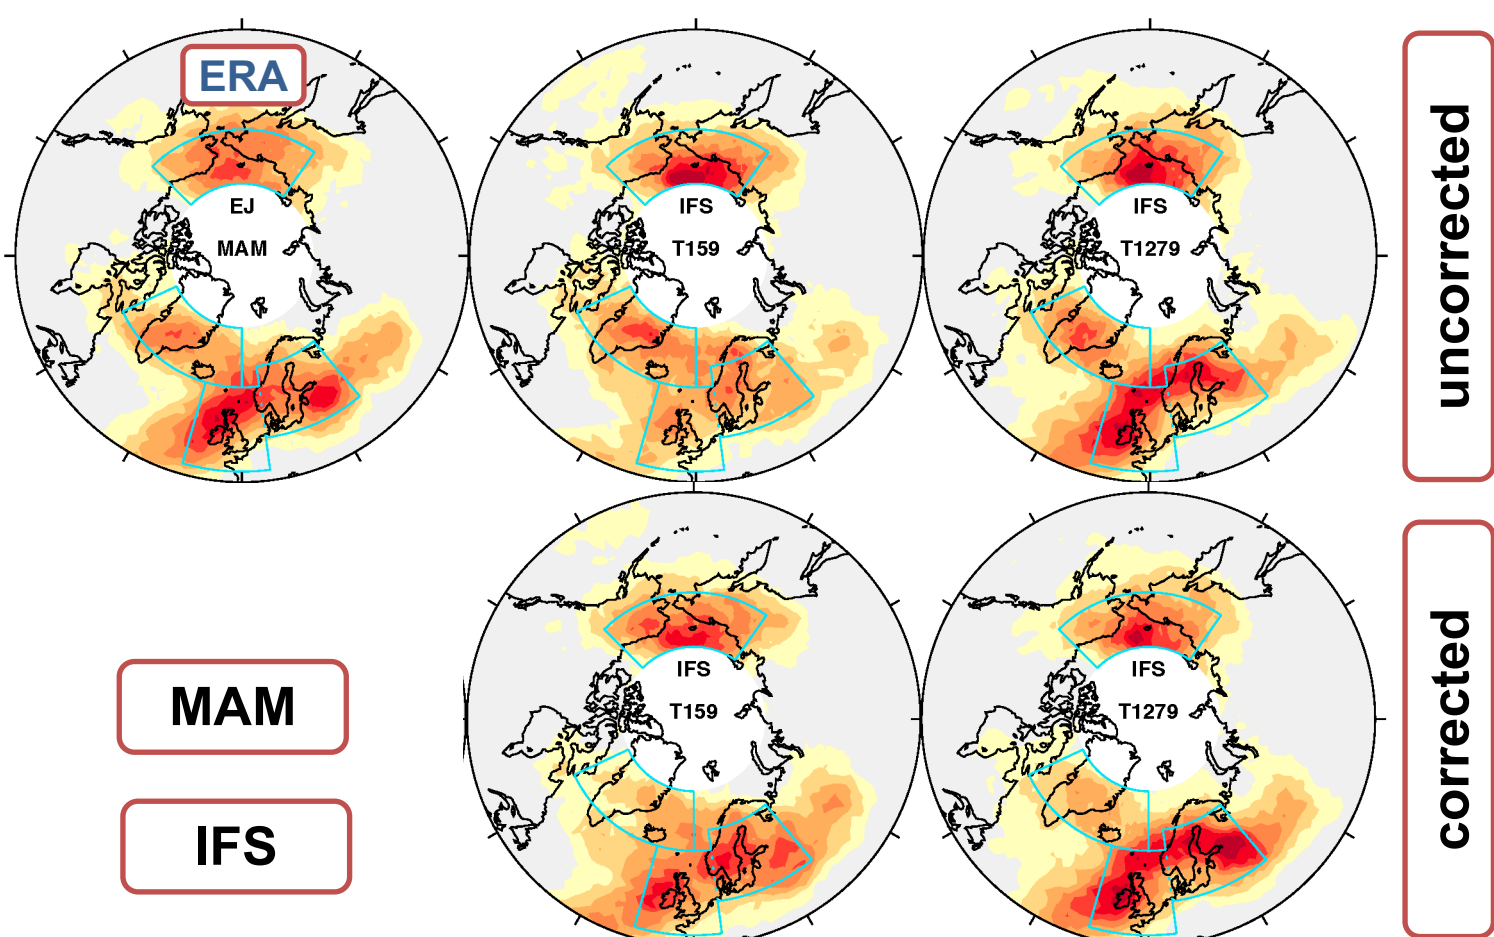 ERA
EJ
MAM
IFS
T159
IFS
T1279
uncorrected
IFS
T159
IFS
T1279
corrected
MAM
IFS